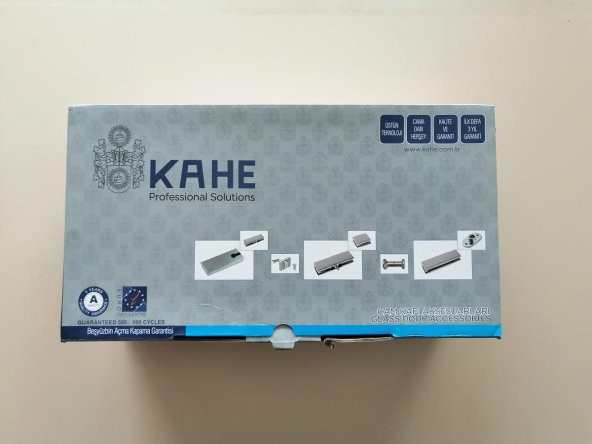 ÜSTÜN
TEKNOLOJİ
CAMA
DAİR
HERŞEY
KALİTE
VE
GARANTİ
İLK DEFA
3 YIL
GARANTİ
www.kahe.com.tr
KAHE
Professional Solutions
A
GUARANTEED 500 / 000 CYCLES
Beşyüzbin Açma Kapama Garantisi
CAM KAPI AKSESUARLARI
GLASS DOOR ACCESSORIES